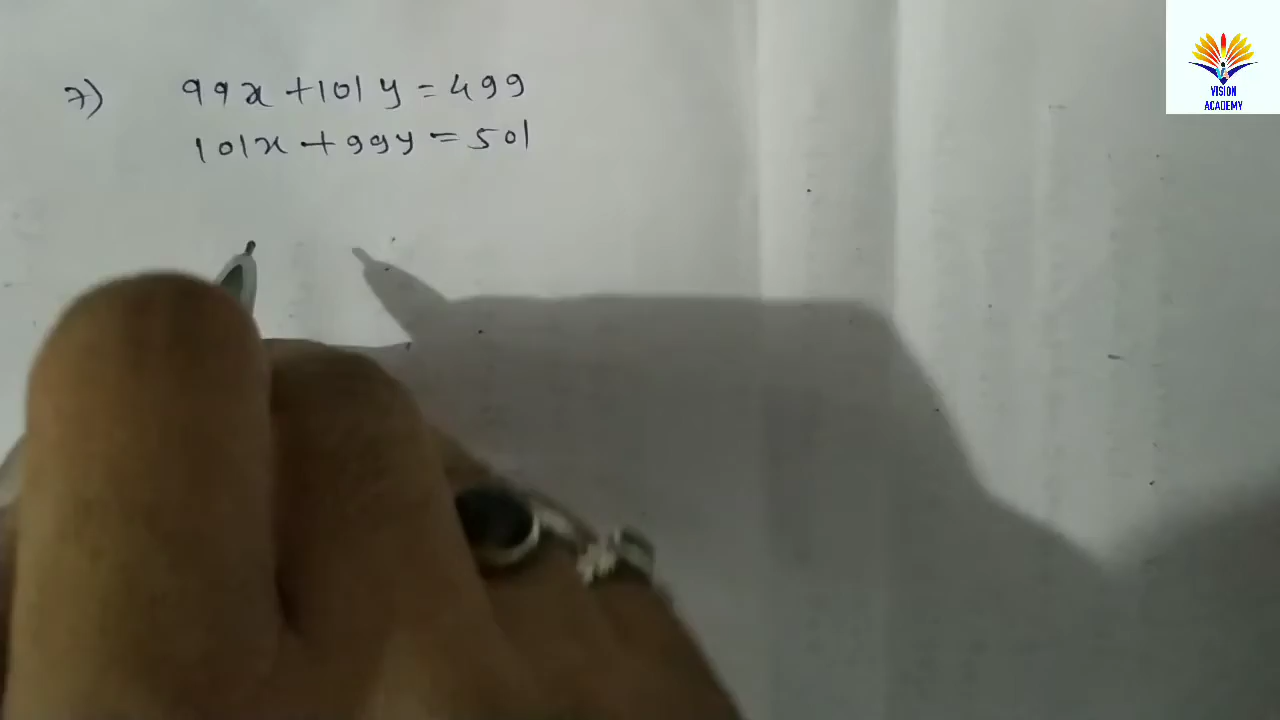 7) 99x + 101y = 499
101x + 99y = 501
VISION
ACADEMY